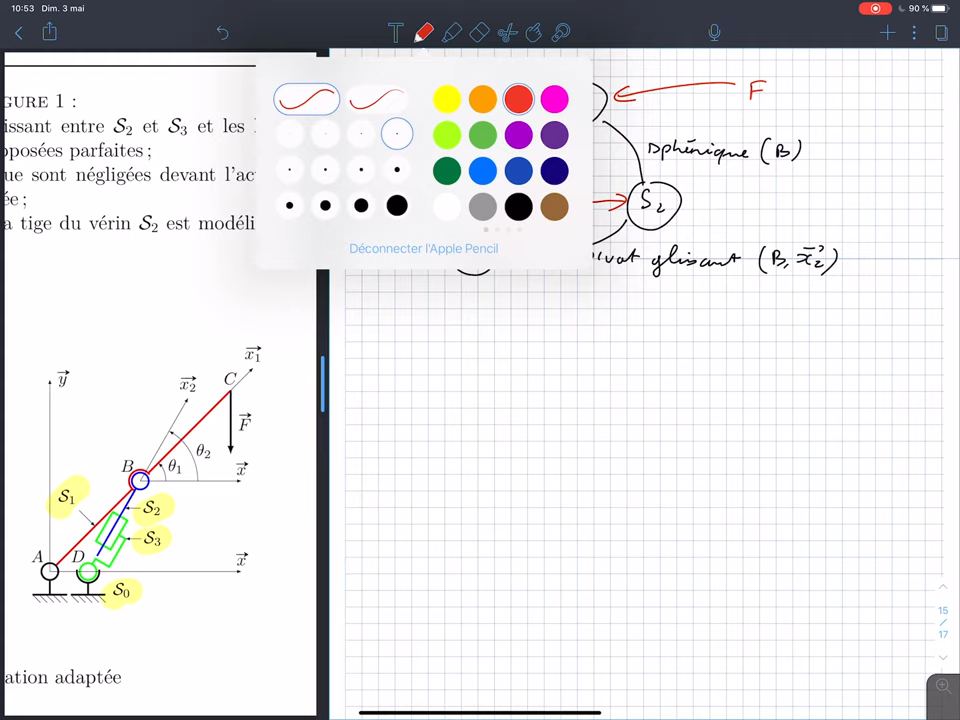 10:53 Dim. 3 mai
90 %
T
GURE 1 :
issant entre S2 et S3 et les
pposées parfaites ;
ue sont négligées devant l'ac
ée ;
a tige du vérin S2 est modéli
Déconnecter l'Apple Pencil
F
sphérique (B)
S2
ivot glissant (B, x2)
y
x1
x2
C
F
θ2
θ1
B
x
S1
S2
S3
A
D
x
S0
ation adaptée
15
/
17